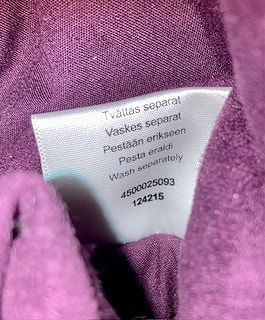 Tvättas separat
Vaskes separat
Pestään erikseen
Pesta eraldi
Wash separately
4500025093
124215